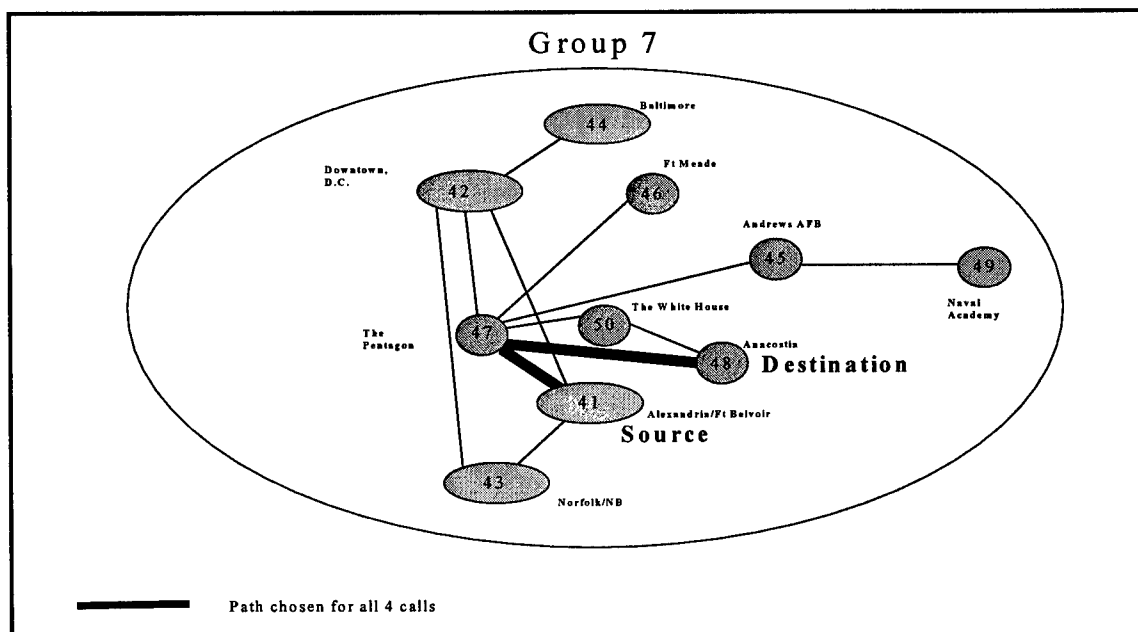 Group 7
Baltimore
44
Ft Meade
Downtown,
D.C.
42
46
Andrews AFB
45
49
Naval
Academy
The White House
50
The
Pentagon
47
Anacostin
48
Destination
41
Alexandria/Ft Belvoir
Source
43
Norfolk/NB
Path chosen for all 4 calls